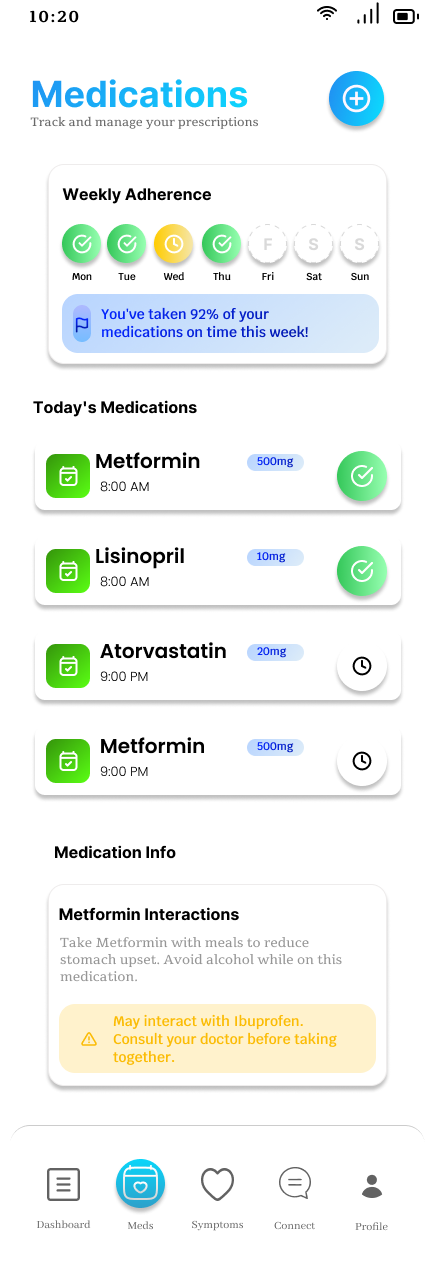 10:20
Medications
Track and manage your prescriptions
Weekly Adherence
F S S
Mon Tue Wed Thu Fri Sat Sun
You've taken 92% of your
medications on time this week!
Today's Medications
Metformin 500mg
8:00 AM
Lisinopril 10mg
8:00 AM
Atorvastatin 20mg
9:00 PM
Metformin 500mg
9:00 PM
Medication Info
Metformin Interactions
Take Metformin with meals to reduce
stomach upset. Avoid alcohol while on this
medication.
May interact with Ibuprofen.
Consult your doctor before taking
together.
Dashboard Meds Symptoms Connect Profile